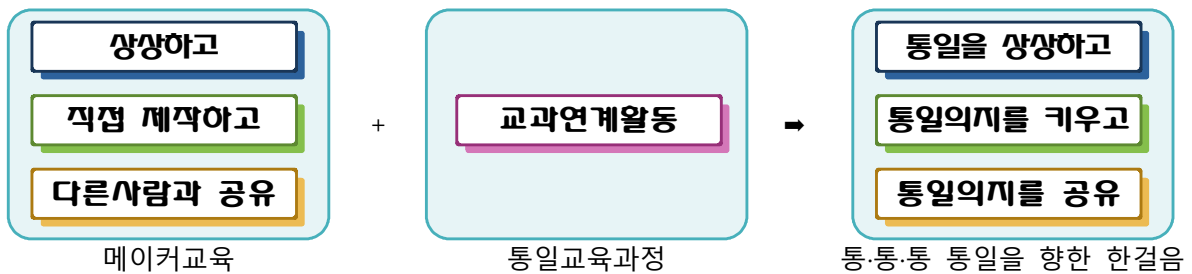 상상하고
직접 제작하고
다른사람과 공유
메이커교육
+
교과연계활동
통일교육과정
➡
통일을 상상하고
통일의지를 키우고
통일의지를 공유
통·통·통 통일을 향한 한걸음